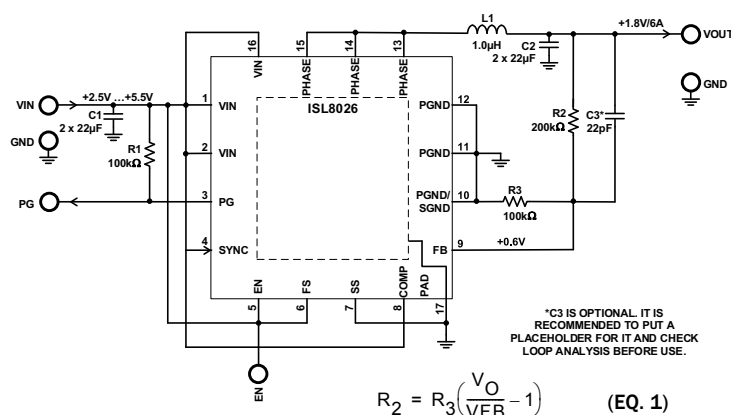 16
15
14
13
L1
1.0µH
C2
2 x 22µF
+1.8V/6A
VOUT
GND
VIN
PHASE
PHASE
PHASE
ISL8026
VIN
+2.5V ...+5.5V
C1
2 x 22µF
GND
R1
100kΩ
PG
1
VIN
2
VIN
3
PG
4
SYNC
PGND
12
PGND
11
PGND/
SGND
10
FB
9
+0.6V
R3
100kΩ
R2
200kΩ
C3*
22pF
EN
FS
SS
COMP
PAD
5
6
7
8
17
EN
*C3 IS OPTIONAL. IT IS
RECOMMENDED TO PUT A
PLACEHOLDER FOR IT AND CHECK
LOOP ANALYSIS BEFORE USE.
R2 = R3(VO/VFB – 1) (EQ. 1)